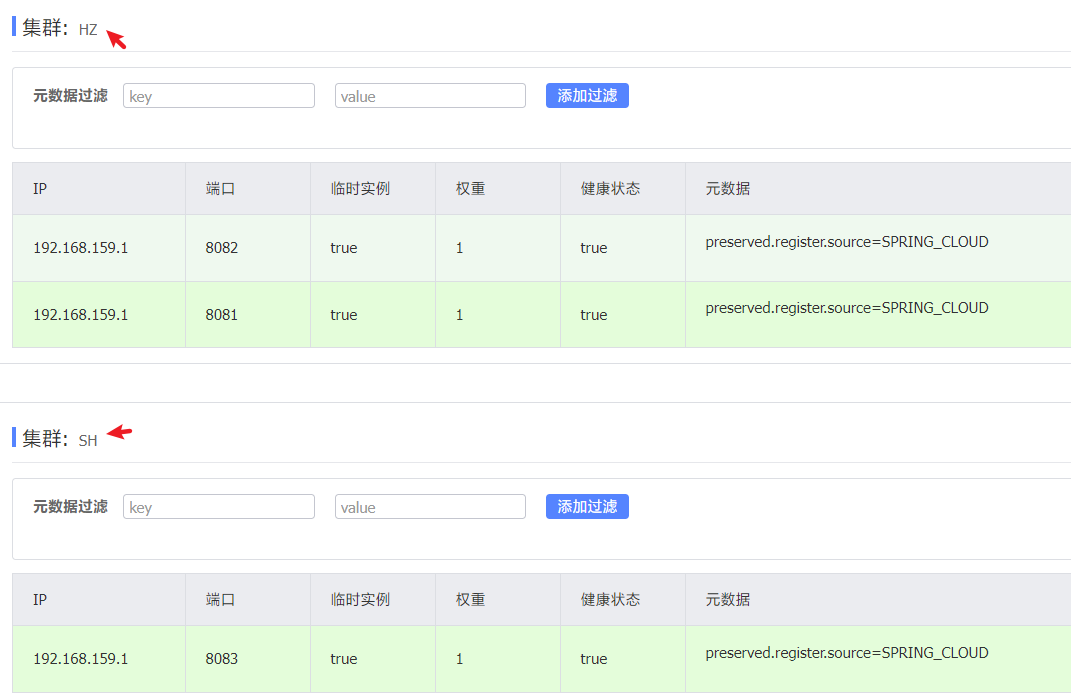 集群: HZ
元数据过滤 key value 添加过滤
IP 端口 临时实例 权重 健康状态 元数据
192.168.159.1 8082 true 1 true preserved.register.source=SPRING_CLOUD
192.168.159.1 8081 true 1 true preserved.register.source=SPRING_CLOUD
集群: SH
元数据过滤 key value 添加过滤
IP 端口 临时实例 权重 健康状态 元数据
192.168.159.1 8083 true 1 true preserved.register.source=SPRING_CLOUD